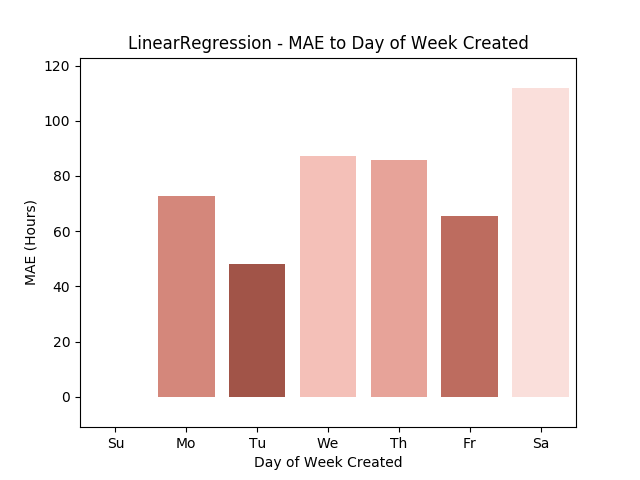 LinearRegression - MAE to Day of Week Created
120
100
80
60
40
20
0
MAE (Hours)
Su Mo Tu We Th Fr Sa
Day of Week Created